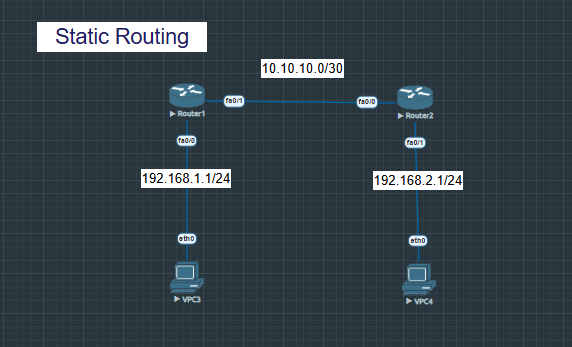 Static Routing
10.10.10.0/30
Router1
fa0/1
fa0/0
Router2
fa0/0
fa0/1
192.168.1.1/24
192.168.2.1/24
eth0
eth0
VPC3
VPC4